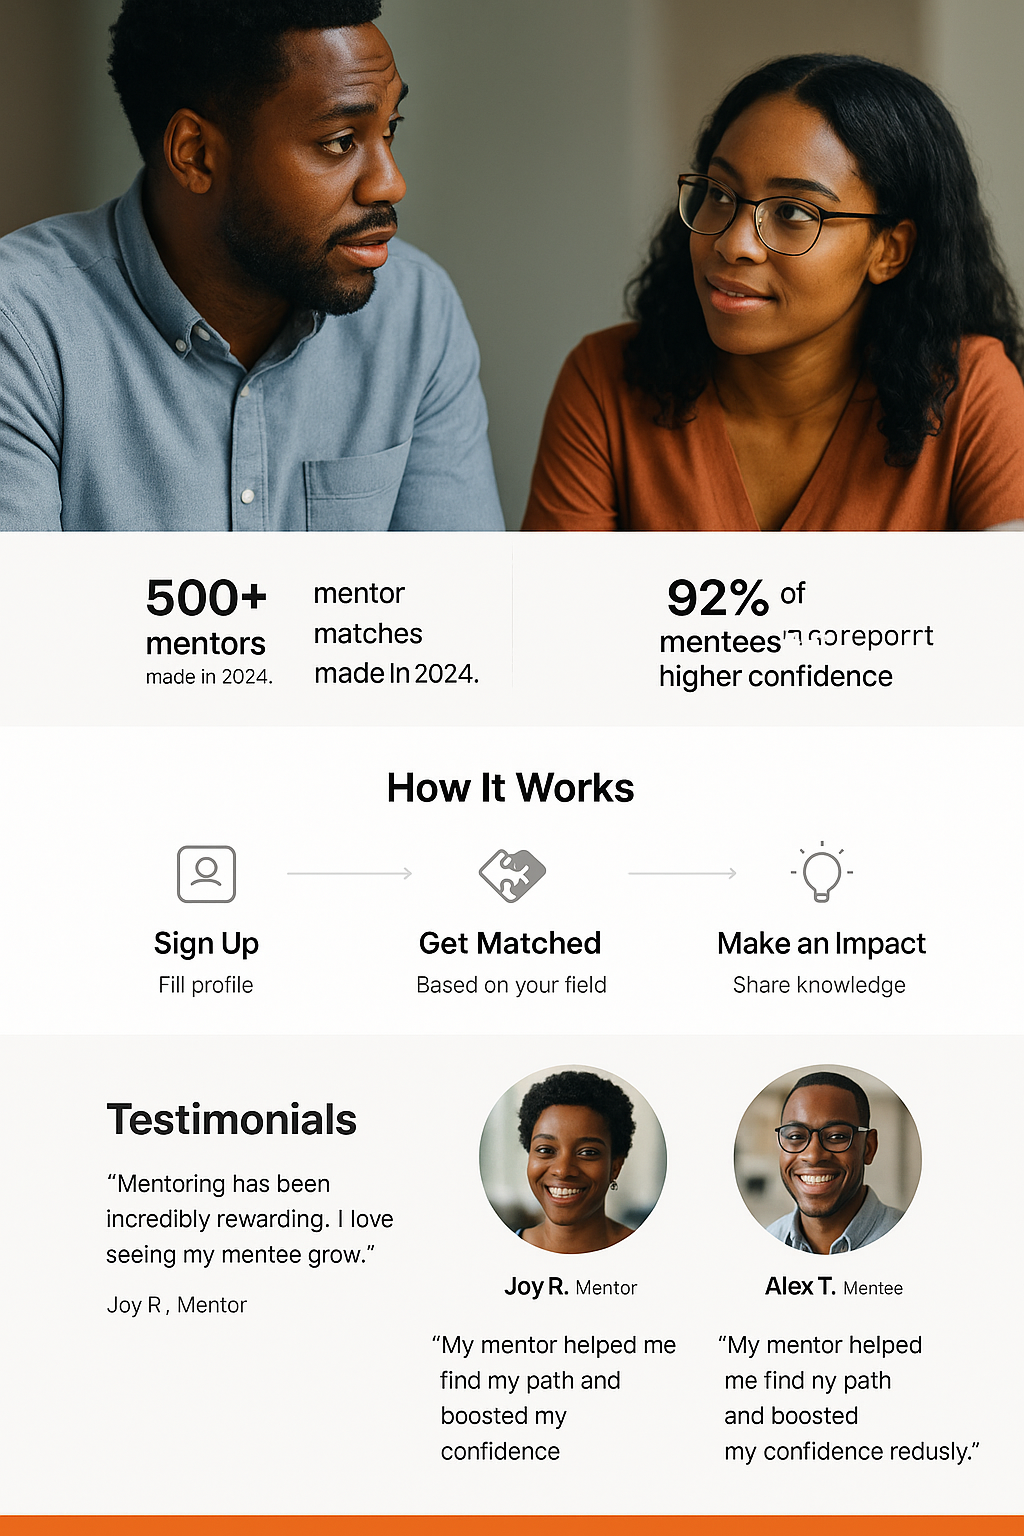 500+
mentors
made in 2024.
mentor
matches
made In 2024.
92% of
mentees
higher confidence
How It Works
Sign Up
Fill profile
Get Matched
Based on your field
Make an Impact
Share knowledge
Testimonials
“Mentoring has been
incredibly rewarding. I love
seeing my mentee grow.”
Joy R , Mentor
Joy R. Mentor
“My mentor helped me
find my path and
boosted my
confidence
Alex T. Mentee
“My mentor helped
me find ny path
and boosted
my confidence redusly.”